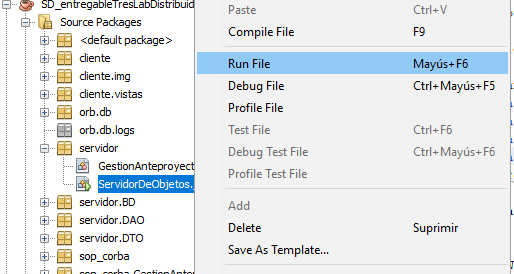 SD_entregableTresLabDistribuid
Source Packages
<default package>
cliente
cliente.img
cliente.vistas
orb.db
orb.db.logs
servidor
GestionAnteproyect
ServidorDeObjetos.
servidor.BD
servidor.DAO
servidor.DTO
sop_corba
sop_corba.GestionAnter
Paste Ctrl+V
Compile File F9
Run File Mayús+F6
Debug File Ctrl+Mayús+F5
Profile File
Test File Ctrl+F6
Debug Test File Ctrl+Mayús+F6
Profile Test File
Add
Delete Suprimir
Save As Template...